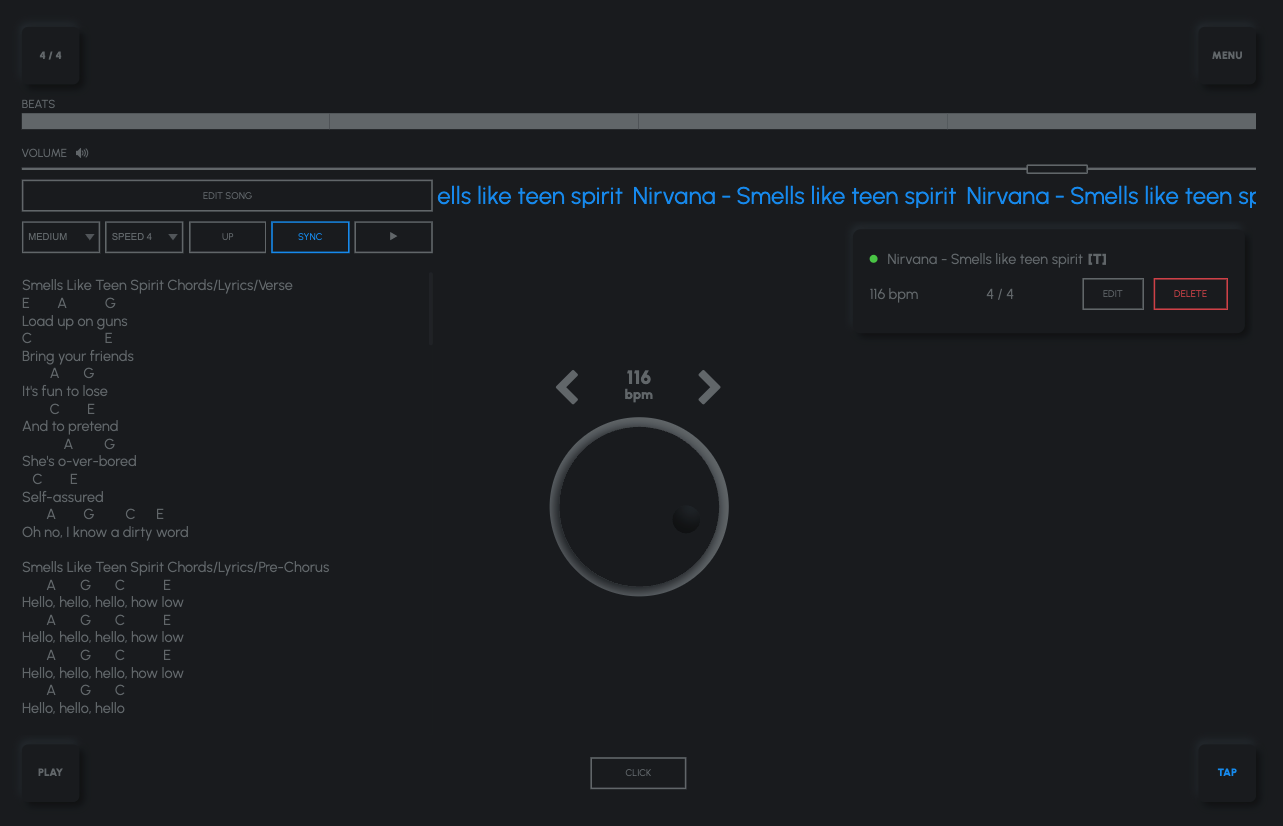 4 / 4
MENU
BEATS
VOLUME
EDIT SONG
ells like teen spirit Nirvana - Smells like teen spirit Nirvana - Smells like teen sp
MEDIUM
SPEED 4
UP
SYNC
Nirvana - Smells like teen spirit [T]
116 bpm
4 / 4
EDIT
DELETE
Smells Like Teen Spirit Chords/Lyrics/Verse
E A G
Load up on guns
C E
Bring your friends
A G
It's fun to lose
C E
And to pretend
A G
She's o-ver-bored
C E
Self-assured
A G C E
Oh no, I know a dirty word
Smells Like Teen Spirit Chords/Lyrics/Pre-Chorus
A G C E
Hello, hello, hello, how low
A G C E
Hello, hello, hello, how low
A G C E
Hello, hello, hello, how low
A G C
Hello, hello, hello
116
bpm
PLAY
CLICK
TAP